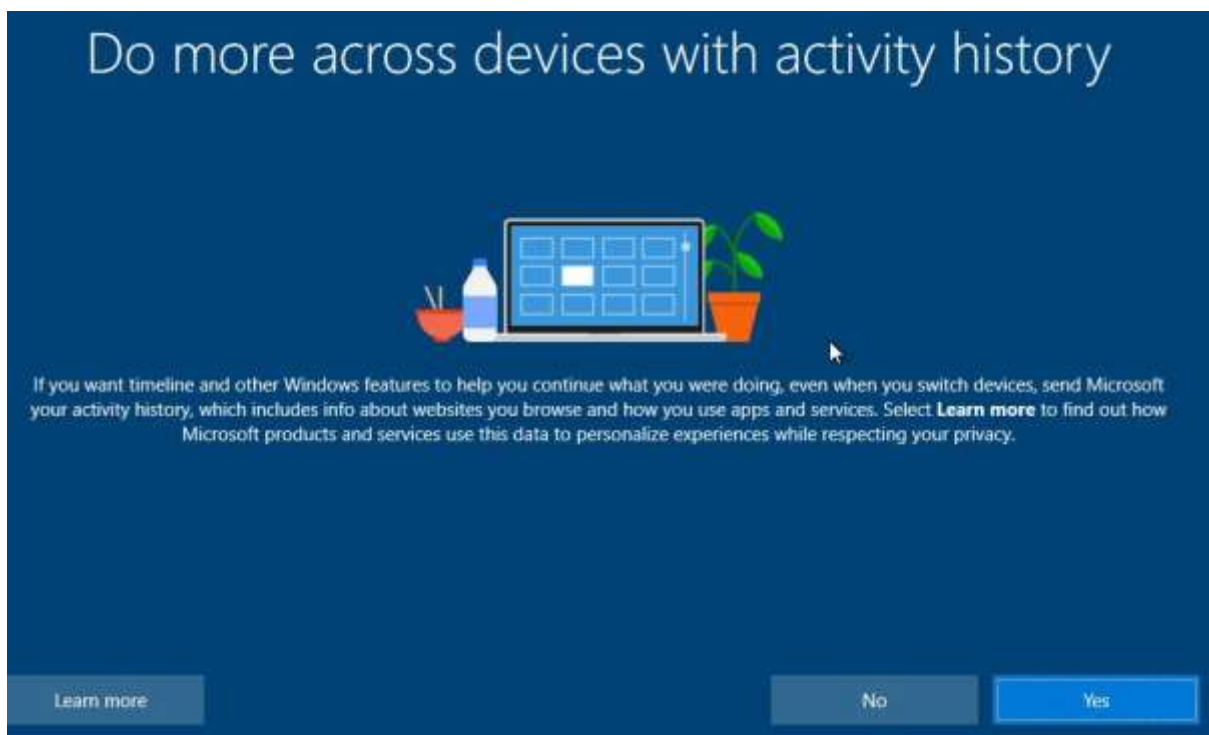 Do more across devices with activity history
If you want timeline and other Windows features to help you continue what you were doing, even when you switch devices, send Microsoft
your activity history, which includes info about websites you browse and how you use apps and services. Select Learn more to find out how
Microsoft products and services use this data to personalize experiences while respecting your privacy.
Learn more
No
Yes